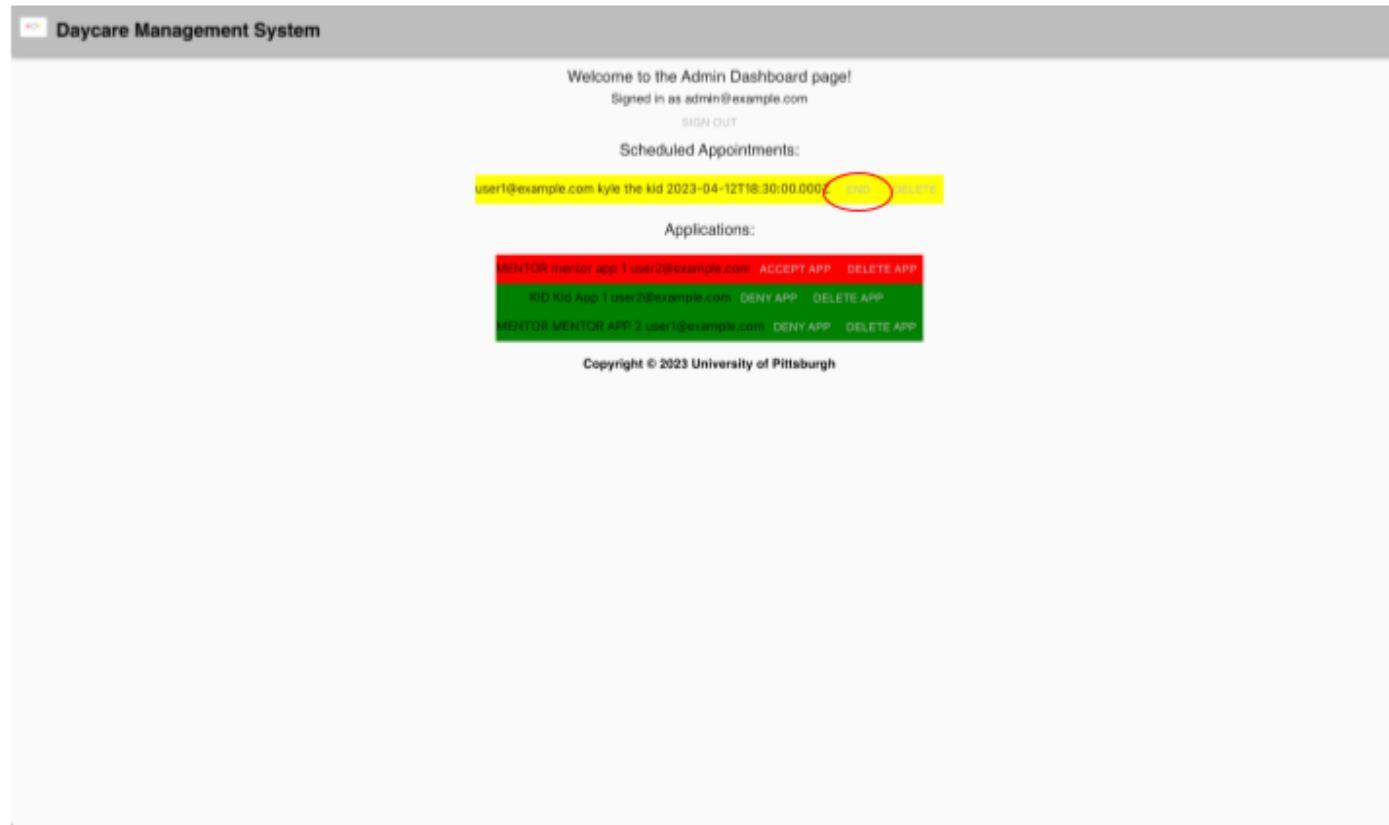 Daycare Management System
Welcome to the Admin Dashboard page!
Signed in as admin@example.com
SIGN OUT
Scheduled Appointments:
user1@example.com kyle the kid 2023-04-12T18:30:00.000Z END DELETE
Applications:
MENTOR mentor app 1 user2@example.com ACCEPT APP DELETE APP
KID Kid App 1 user2@example.com DENY APP DELETE APP
MENTOR MENTOR APP 2 user1@example.com DENY APP DELETE APP
Copyright © 2023 University of Pittsburgh